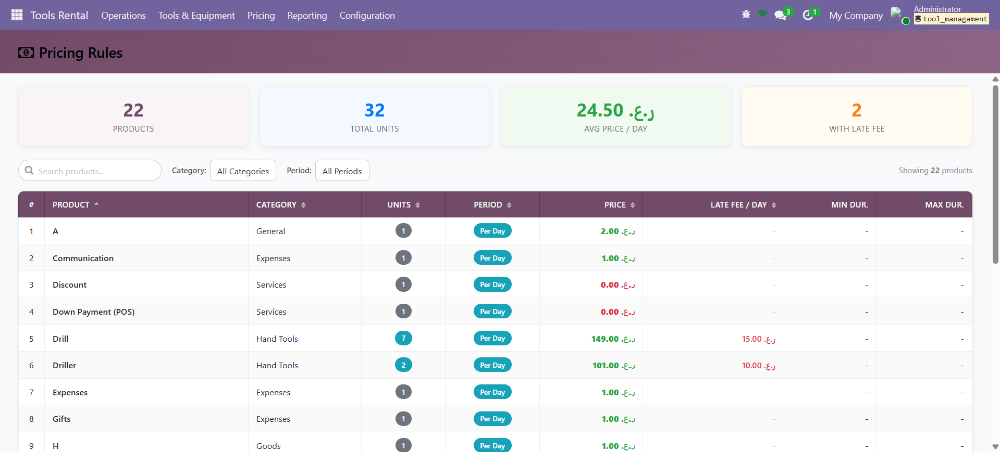 Tools Rental Operations Tools & Equipment Pricing Reporting Configuration 3 1 My Company Administrator
tool_managament
Pricing Rules
22
PRODUCTS
32
TOTAL UNITS
24.50 ر.ع.
AVG PRICE / DAY
2
WITH LATE FEE
Search products... Category: All Categories Period: All Periods Showing 22 products
# PRODUCT CATEGORY UNITS PERIOD PRICE LATE FEE / DAY MIN DUR. MAX DUR.
1 A General 1 Per Day 2.00 ر.ع. - - -
2 Communication Expenses 1 Per Day 1.00 ر.ع. - - -
3 Discount Services 1 Per Day 0.00 ر.ع. - - -
4 Down Payment (POS) Services 1 Per Day 0.00 ر.ع. - - -
5 Drill Hand Tools 7 Per Day 149.00 ر.ع. 15.00 ر.ع. - -
6 Driller Hand Tools 2 Per Day 101.00 ر.ع. 10.00 ر.ع. - -
7 Expenses Expenses 1 Per Day 1.00 ر.ع. - - -
8 Gifts Expenses 1 Per Day 1.00 ر.ع. - - -
9 H Goods 1 Per Day 1.00 ر.ع. - - -